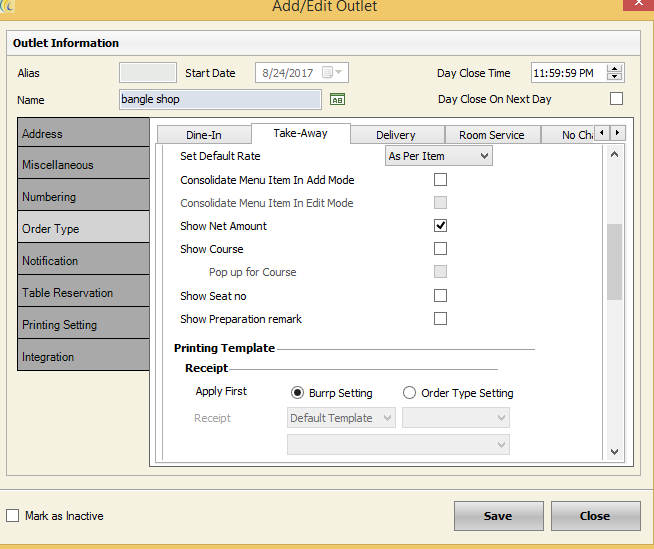 Add/Edit Outlet
Outlet Information
Alias Start Date 8/24/2017 Day Close Time 11:59:59 PM
Name bangle shop AB Day Close On Next Day
Address
Miscellaneous
Numbering
Order Type
Notification
Table Reservation
Printing Setting
Integration
Dine-In Take-Away Delivery Room Service No Cha
Set Default Rate As Per Item
Consolidate Menu Item In Add Mode
Consolidate Menu Item In Edit Mode
Show Net Amount
Show Course
Pop up for Course
Show Seat no
Show Preparation remark
Printing Template
Receipt
Apply First Burrp Setting Order Type Setting
Receipt Default Template
Mark as Inactive Save Close